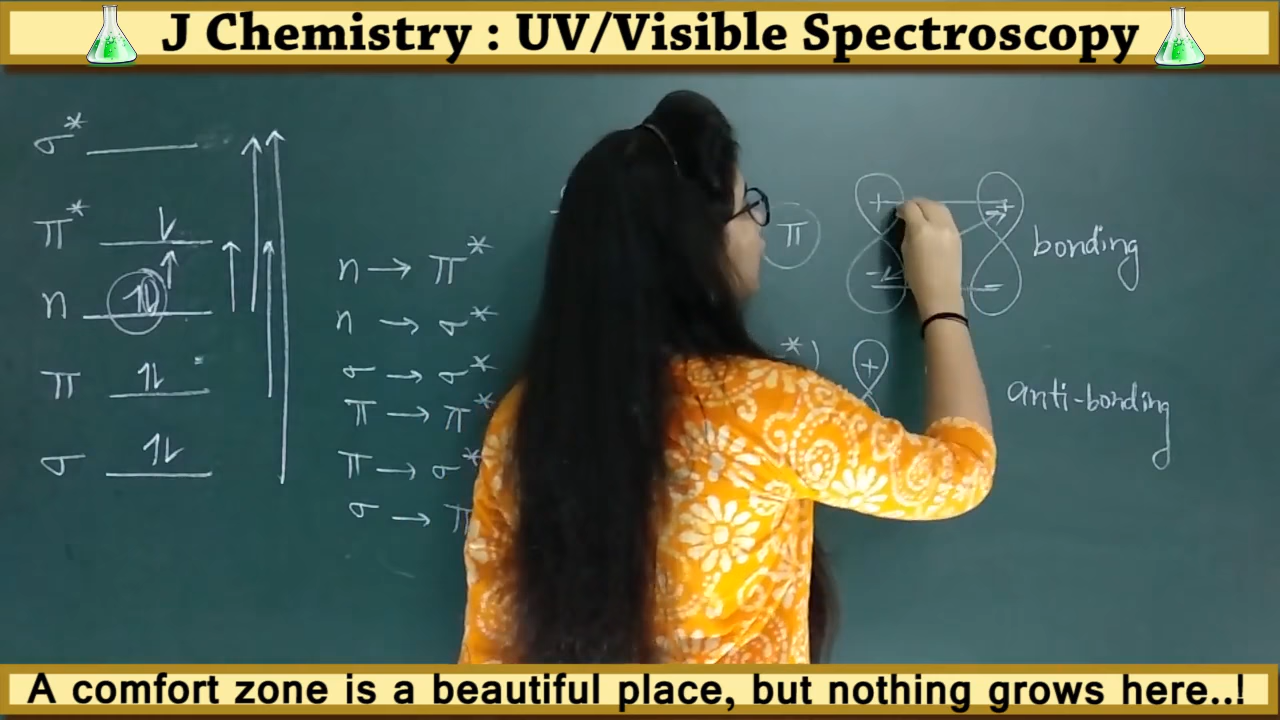 J Chemistry : UV/Visible Spectroscopy
σ*
π*
n
π
σ
n → π*
n → σ*
σ → σ*
π → π*
π → σ*
σ → π
π
+ +
- -
bonding
*)
+
anti-bonding
A comfort zone is a beautiful place, but nothing grows here..!